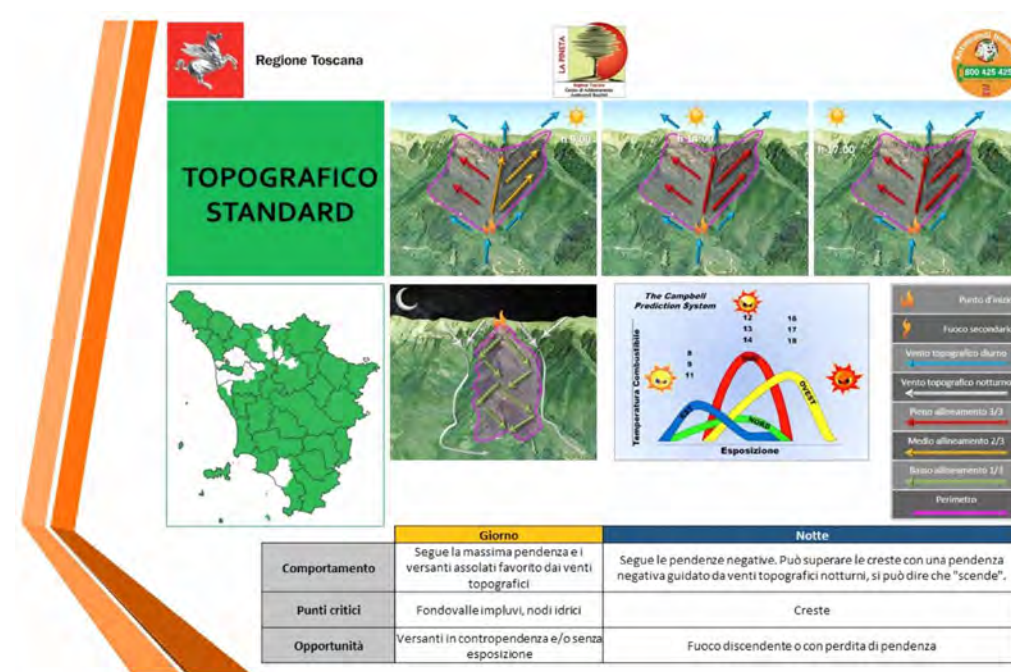 Regione Toscana
LA PINETA
Regione Toscana
800 425 425
TOPOGRAFICO
STANDARD
h 17.00
The Campbell
Prediction System
12 16
13 17
14 18
8
9
11
Temperatura Combustibile
EST
NORD
OVEST
Esposizione
Punto d'inizio
Fuoco secondario
Vento topografico diurno
Vento topografico notturno
Pieno allineamento 3/3
Medio allineamento 2/3
Basso allineamento 1/3
Perimetro
Giorno Notte
Comportamento
Segue la massima pendenza e i
versanti assolati favorito dai venti
topografici
Segue le pendenze negative. Può superare le creste con una pendenza
negativa guidato da venti topografici notturni, si può dire che "scende".
Punti critici
Fondovalle impluvi, nodi idrici
Creste
Opportunità
Versanti in contropendenza e/o senza
esposizione
Fuoco discendente o con perdita di pendenza